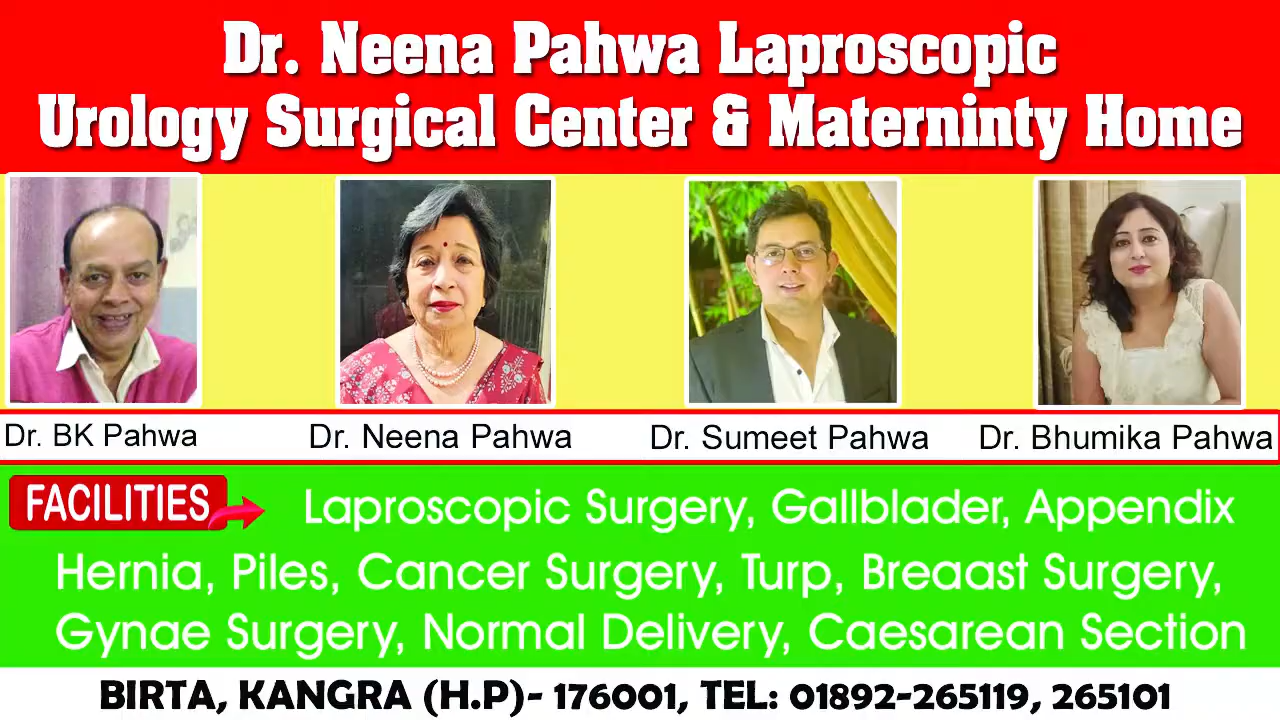 Dr. Neena Pahwa Laproscopic
Urology Surgical Center & Materninty Home
Dr. BK Pahwa
Dr. Neena Pahwa
Dr. Sumeet Pahwa
Dr. Bhumika Pahwa
FACILITIES
Laproscopic Surgery, Gallblader, Appendix
Hernia, Piles, Cancer Surgery, Turp, Breaast Surgery,
Gynae Surgery, Normal Delivery, Caesarean Section
BIRTA, KANGRA (H.P)- 176001, TEL: 01892-265119, 265101